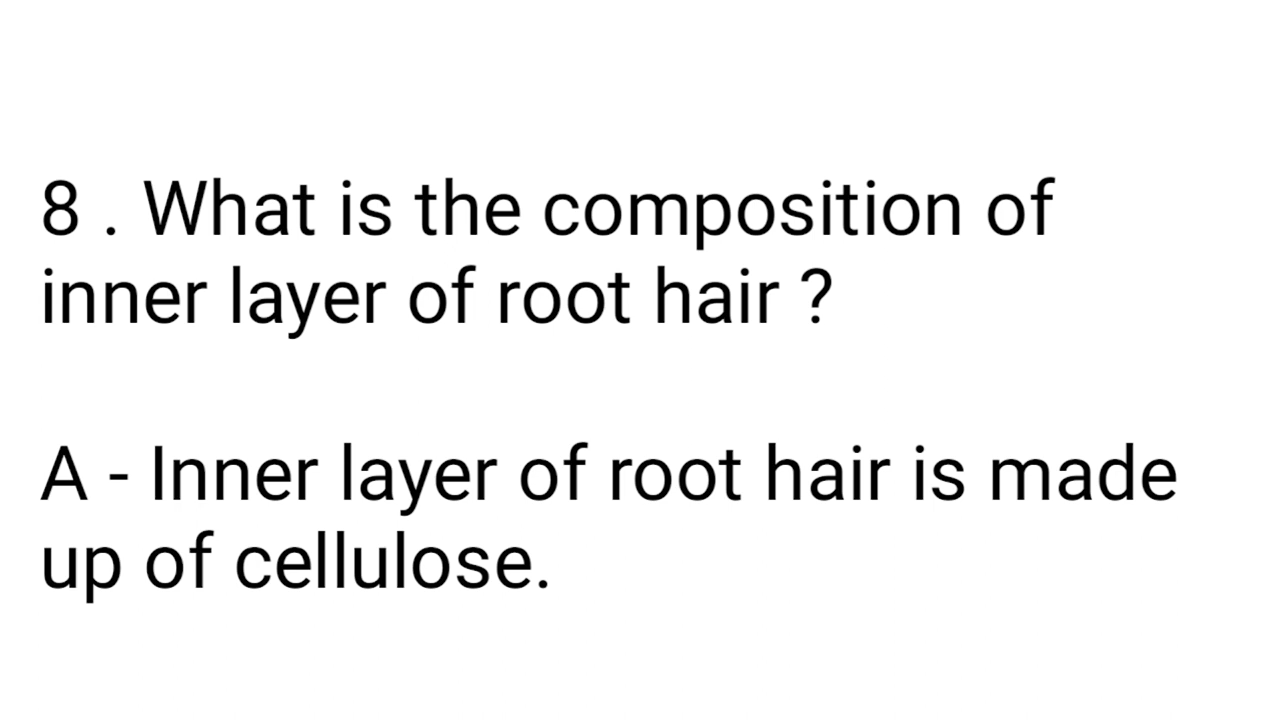 8 . What is the composition of
inner layer of root hair ?
A - Inner layer of root hair is made
up of cellulose.